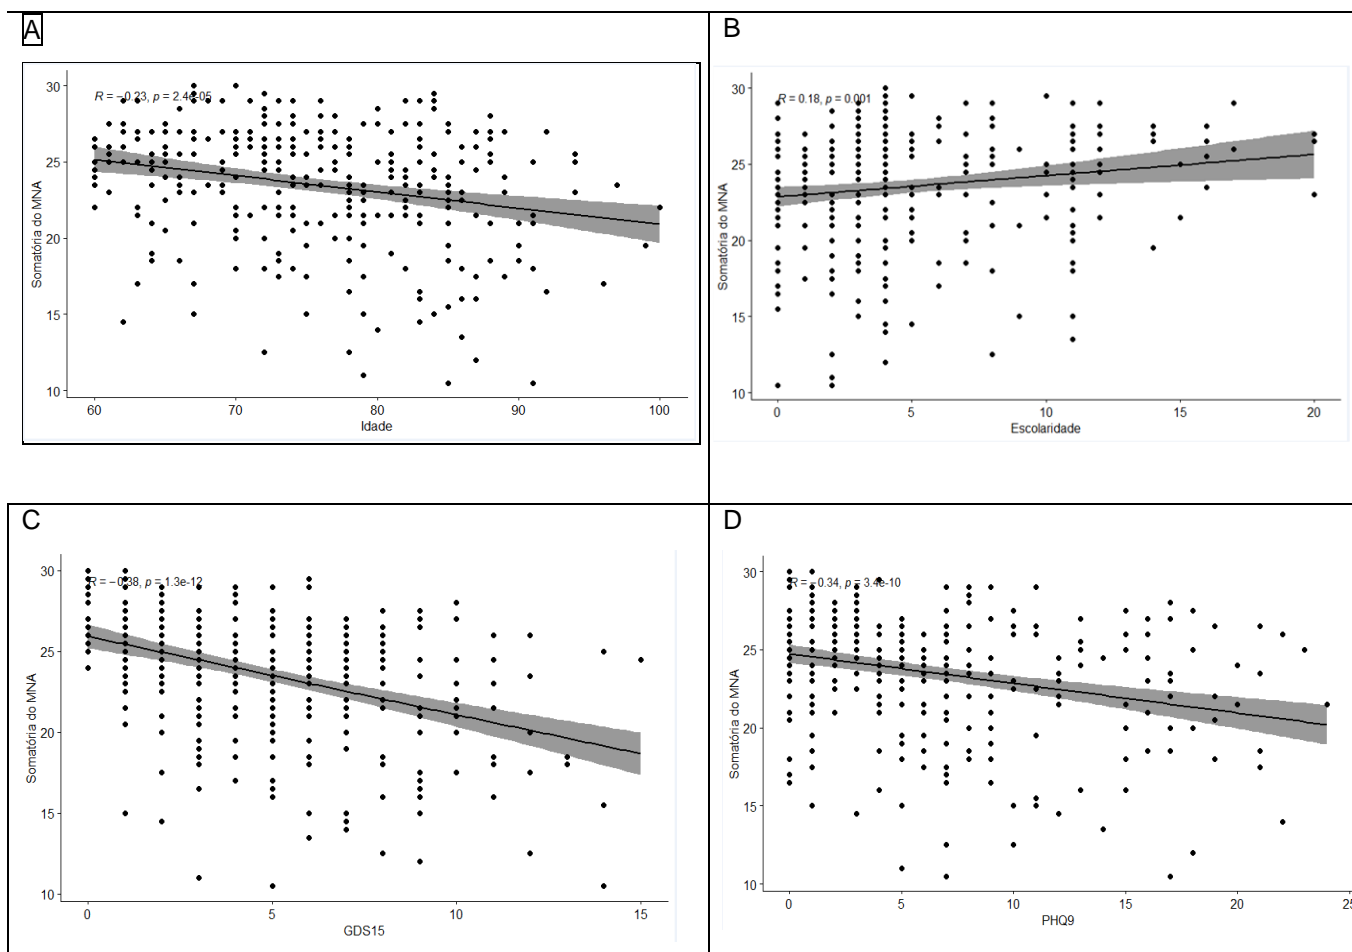 A
R = −0.23, p = 2.4e-05
30
25
20
15
10
Somatória do MNA
60 70 80 90 100
Idade
B
R = 0.18, p = 0.001
30
25
20
15
10
Somatória do MNA
0 5 10 15 20
Escolaridade
C
R = −0.38, p = 1.3e-12
30
25
20
15
10
Somatória do MNA
0 5 10 15
GDS15
D
R = −0.34, p = 3.4e-10
30
25
20
15
10
Somatória do MNA
0 5 10 15 20 25
PHQ9